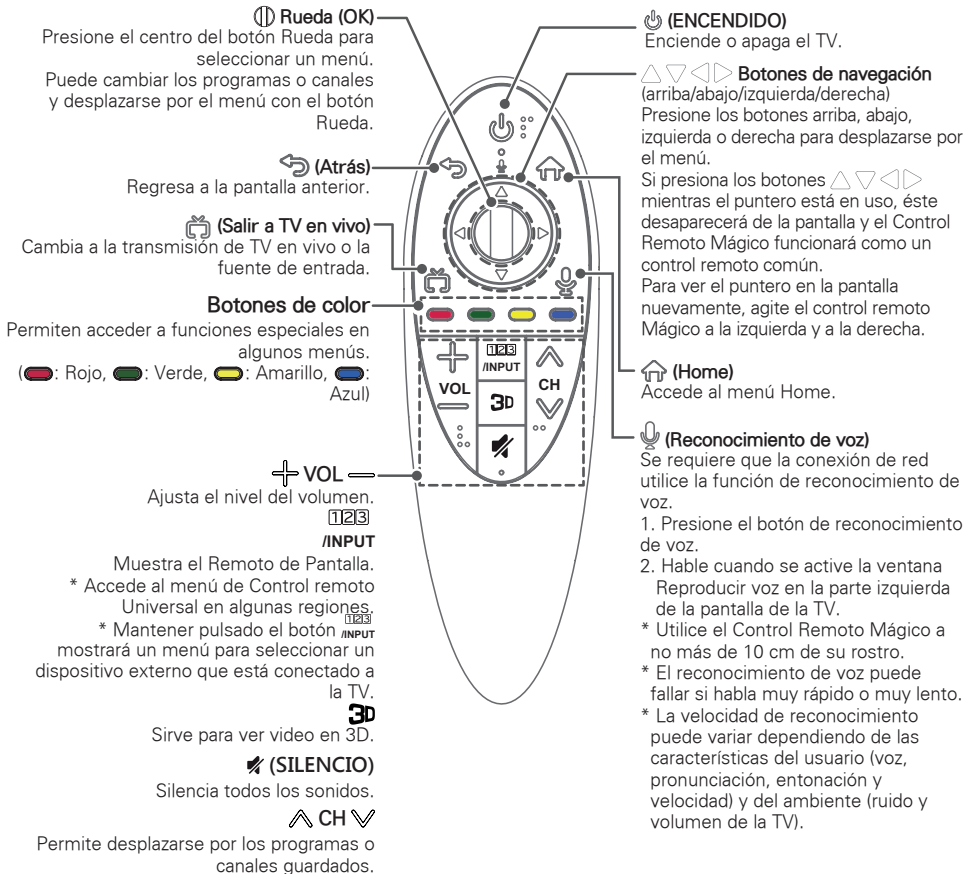 Rueda (OK)
Presione el centro del botón Rueda para
seleccionar un menú.
Puede cambiar los programas o canales
y desplazarse por el menú con el botón
Rueda.
(Atrás)
Regresa a la pantalla anterior.
(Salir a TV en vivo)
Cambia a la transmisión de TV en vivo o la
fuente de entrada.
Botones de color
Permiten acceder a funciones especiales en
algunos menús.
( : Rojo, : Verde, : Amarillo, :
Azul)
VOL
Ajusta el nivel del volumen.
123
/INPUT
Muestra el Remoto de Pantalla.
* Accede al menú de Control remoto
Universal en algunas regiones.
* Mantener pulsado el botón 123/INPUT
mostrará un menú para seleccionar un
dispositivo externo que está conectado a
la TV.
3D
Sirve para ver video en 3D.
(SILENCIO)
Silencia todos los sonidos.
CH
Permite desplazarse por los programas o
canales guardados.
123
/INPUT
VOL
3D
CH
(ENCENDIDO)
Enciende o apaga el TV.
△ ▽ ◁ ▷ Botones de navegación
(arriba/abajo/izquierda/derecha)
Presione los botones arriba, abajo,
izquierda o derecha para desplazarse por
el menú.
Si presiona los botones △ ▽ ◁ ▷
mientras el puntero está en uso, éste
desaparecerá de la pantalla y el Control
Remoto Mágico funcionará como un
control remoto común.
Para ver el puntero en la pantalla
nuevamente, agite el control remoto
Mágico a la izquierda y a la derecha.
(Home)
Accede al menú Home.
(Reconocimiento de voz)
Se requiere que la conexión de red
utilice la función de reconocimiento de
voz.
1. Presione el botón de reconocimiento
de voz.
2. Hable cuando se active la ventana
Reproducir voz en la parte izquierda
de la pantalla de la TV.
* Utilice el Control Remoto Mágico a
no más de 10 cm de su rostro.
* El reconocimiento de voz puede
fallar si habla muy rápido o muy lento.
* La velocidad de reconocimiento
puede variar dependiendo de las
características del usuario (voz,
pronunciación, entonación y
velocidad) y del ambiente (ruido y
volumen de la TV).